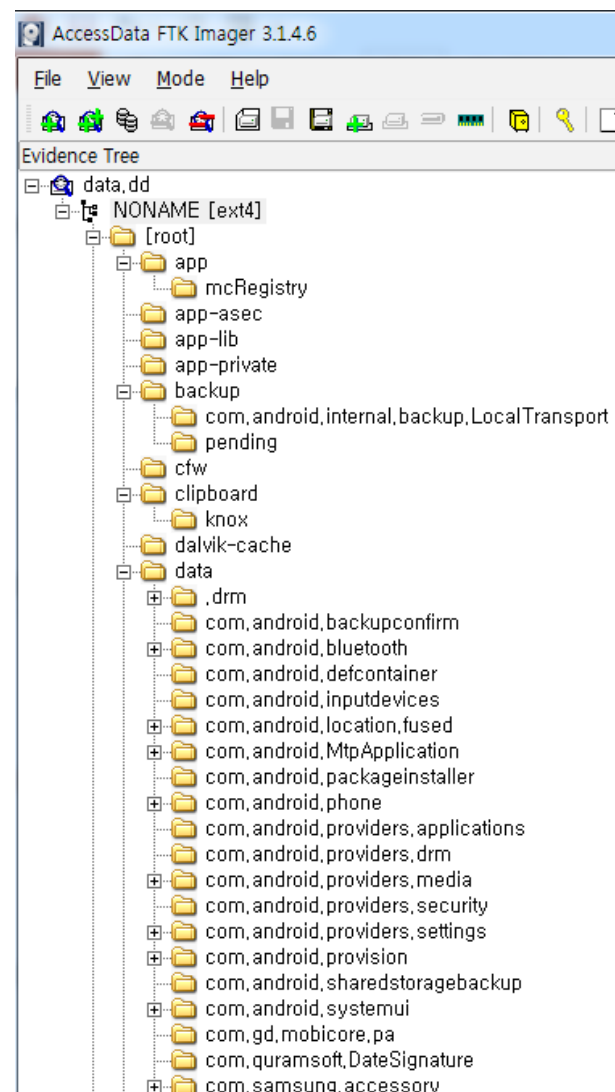 AccessData FTK Imager 3.1.4.6
File View Mode Help
Evidence Tree
data,dd
NONAME [ext4]
[root]
app
mcRegistry
app-asec
app-lib
app-private
backup
com,android,internal,backup,LocalTransport
pending
cfw
clipboard
knox
dalvik-cache
data
,drm
com,android,backupconfirm
com,android,bluetooth
com,android,defcontainer
com,android,inputdevices
com,android,location,fused
com,android,MtpApplication
com,android,packageinstaller
com,android,phone
com,android,providers,applications
com,android,providers,drm
com,android,providers,media
com,android,providers,security
com,android,providers,settings
com,android,provision
com,android,sharedstoragebackup
com,android,systemui
com,gd,mobicore,pa
com,quramsoft,DateSignature
com,samsung,accessory